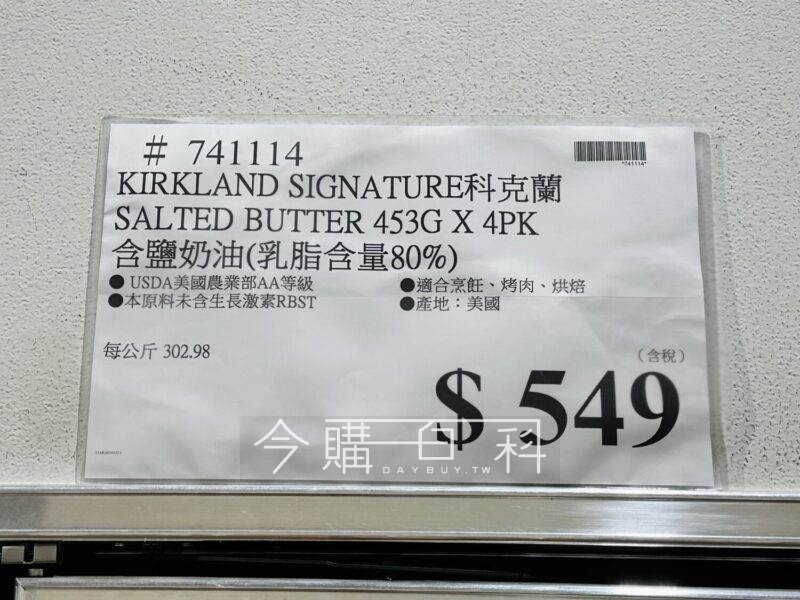 # 741114
*741114*
KIRKLAND SIGNATURE科克蘭
SALTED BUTTER 453G X 4PK
含鹽奶油(乳脂含量80%)
● USDA美國農業部AA等級
●適合烹飪、烤肉、烘焙
●本原料未含生長激素RBST
●產地：美國
每公斤 302.98
（含稅）
$ 549
今購百科
DAYBUY.TW